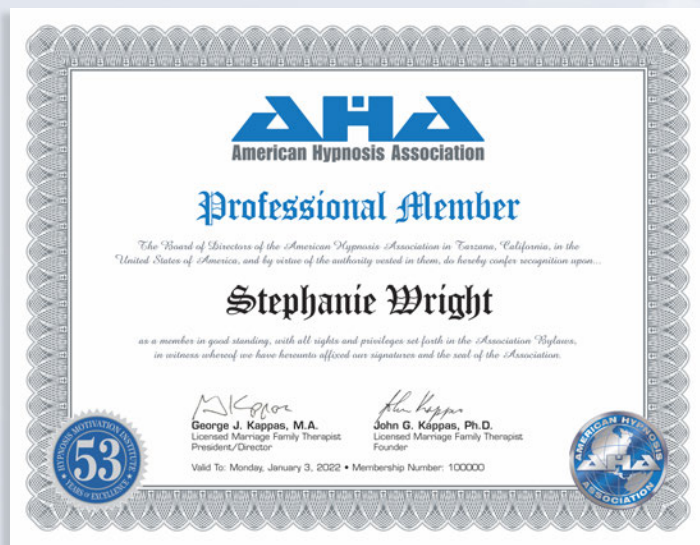 AHA
American Hypnosis Association
Professional Member
The Board of Directors of the American Hypnosis Association in Tarzana, California, in the
United States of America, and by virtue of the authority vested in them, do hereby confer recognition upon...
Stephanie Wright
as a member in good standing, with all rights and privileges set forth in the Association Bylaws,
in witness whereof we have hereunto affixed our signatures and the seal of the Association.
George J. Kappas, M.A.
Licensed Marriage Family Therapist
President/Director
John G. Kappas, Ph.D.
Licensed Marriage Family Therapist
Founder
Valid To: Monday, January 3, 2022 • Membership Number: 100000
HYPNOSIS MOTIVATION INSTITUTE
53
YEARS OF EXCELLENCE
AMERICAN HYPNOSIS
AHA
ASSOCIATION